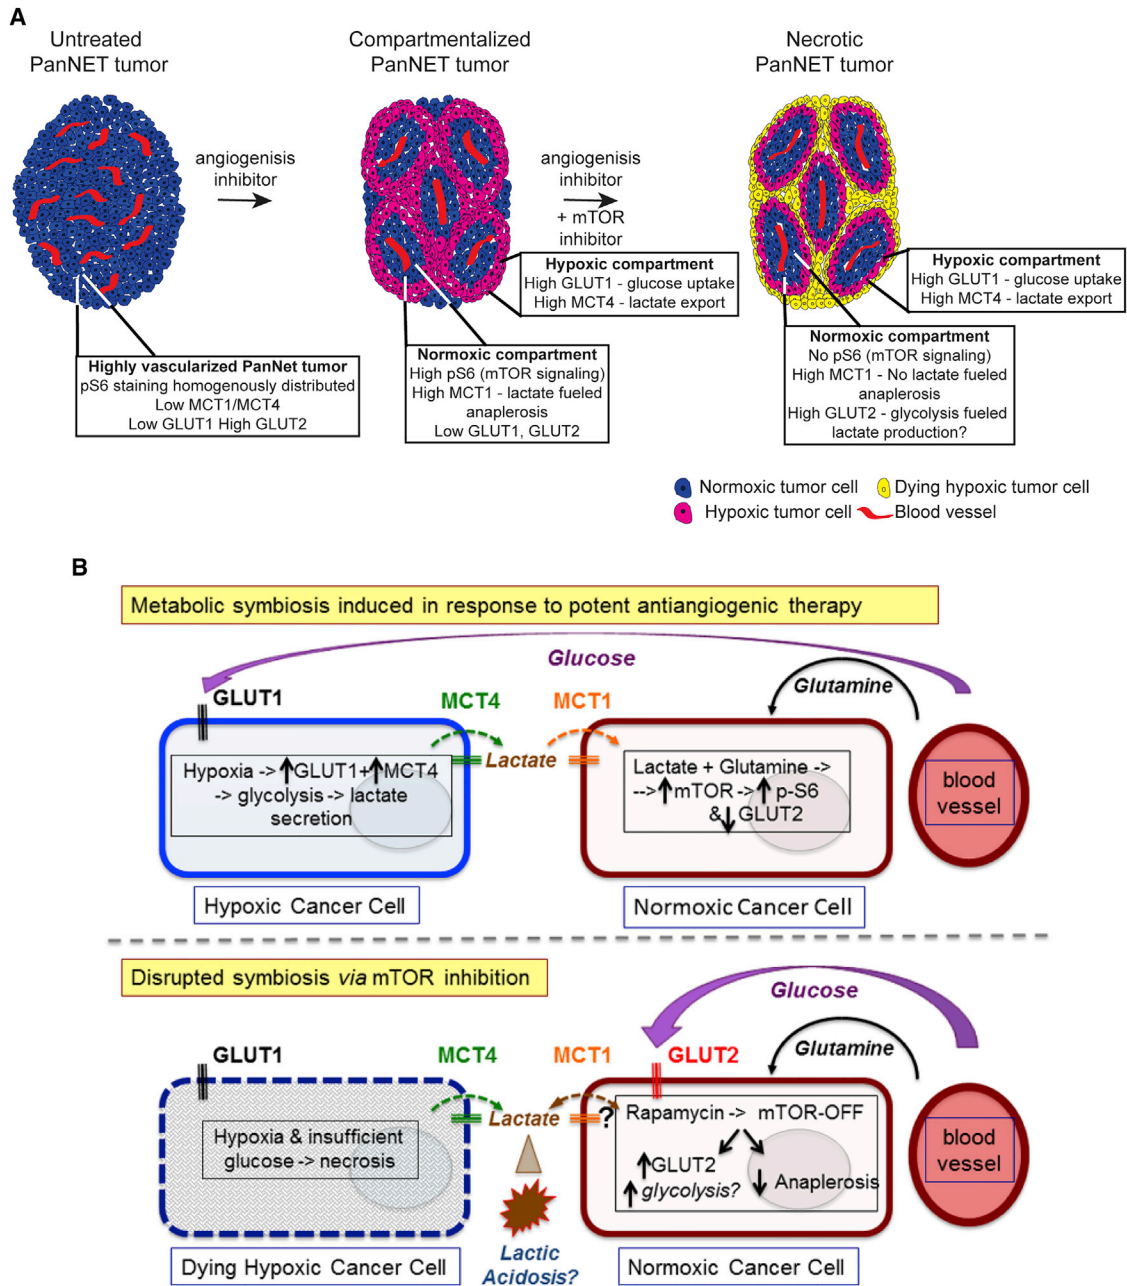 A
Untreated
PanNET tumor
Compartmentalized
PanNET tumor
Necrotic
PanNET tumor
angiogenisis
inhibitor
angiogenisis
inhibitor
+ mTOR
inhibitor
Hypoxic compartment
High GLUT1 - glucose uptake
High MCT4 - lactate export
Hypoxic compartment
High GLUT1 - glucose uptake
High MCT4 - lactate export
Highly vascularized PanNet tumor
pS6 staining homogenously distributed
Low MCT1/MCT4
Low GLUT1 High GLUT2
Normoxic compartment
High pS6 (mTOR signaling)
High MCT1 - lactate fueled
anaplerosis
Low GLUT1, GLUT2
Normoxic compartment
No pS6 (mTOR signaling)
High MCT1 - No lactate fueled
anaplerosis
High GLUT2 - glycolysis fueled
lactate production?
Normoxic tumor cell
Dying hypoxic tumor cell
Hypoxic tumor cell
Blood vessel
B
Metabolic symbiosis induced in response to potent antiangiogenic therapy
Glucose
GLUT1
MCT4
MCT1
Glutamine
Hypoxia -> ↑GLUT1+↑MCT4
-> glycolysis -> lactate
secretion
Lactate
Lactate + Glutamine ->
-->↑mTOR ->↑ p-S6
&↓ GLUT2
blood
vessel
Hypoxic Cancer Cell
Normoxic Cancer Cell
Disrupted symbiosis via mTOR inhibition
Glucose
GLUT1
MCT4
MCT1
GLUT2
Glutamine
Hypoxia & insufficient
glucose -> necrosis
Lactate
?
Rapamycin -> mTOR-OFF
↑GLUT2
↑ glycolysis?
↓ Anaplerosis
blood
vessel
Lactic
Acidosis?
Dying Hypoxic Cancer Cell
Normoxic Cancer Cell